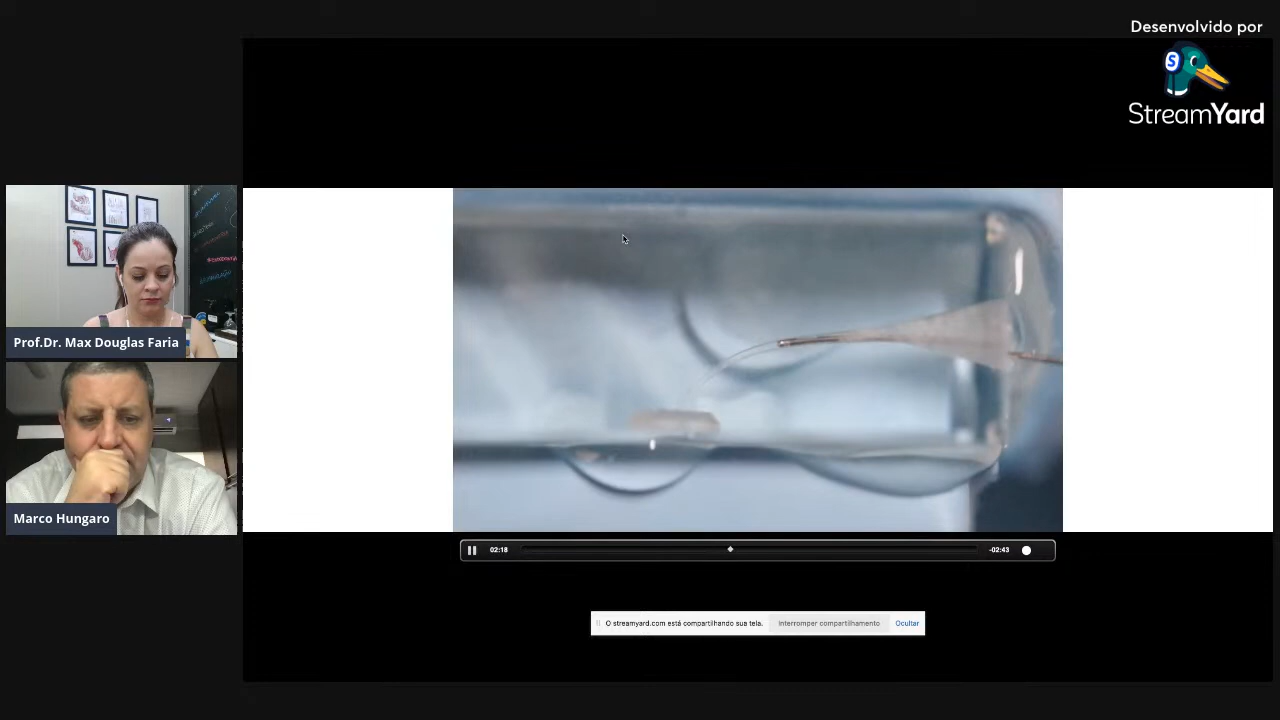 Desenvolvido por
StreamYard
Prof.Dr. Max Douglas Faria
Marco Hungaro
02:18
-02:43
O streamyard.com está compartilhando sua tela.
Interromper compartilhamento
Ocultar